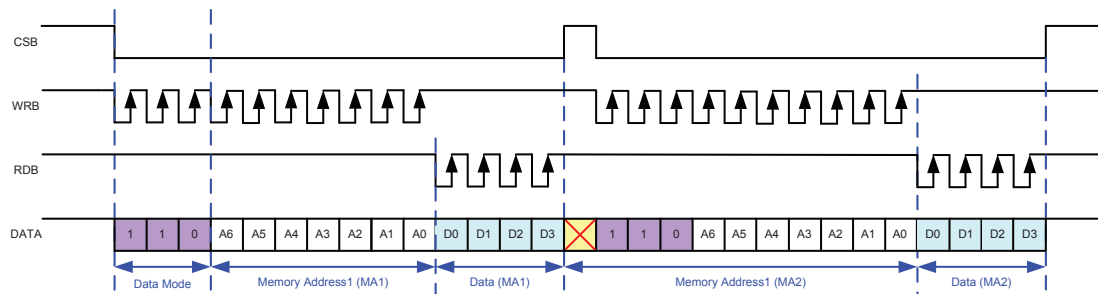 CSB
WRB
RDB
DATA 1 1 0 A6 A5 A4 A3 A2 A1 A0 D0 D1 D2 D3 1 1 0 A6 A5 A4 A3 A2 A1 A0 D0 D1 D2 D3
Data Mode Memory Address1 (MA1) Data (MA1) Memory Address1 (MA2) Data (MA2)